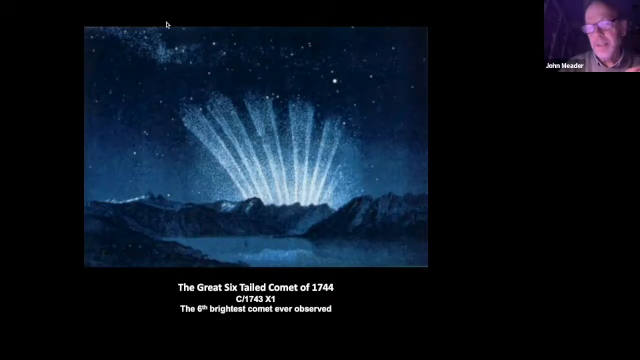 John Meader
The Great Six Tailed Comet of 1744
C/1743 X1
The 6th brightest comet ever observed